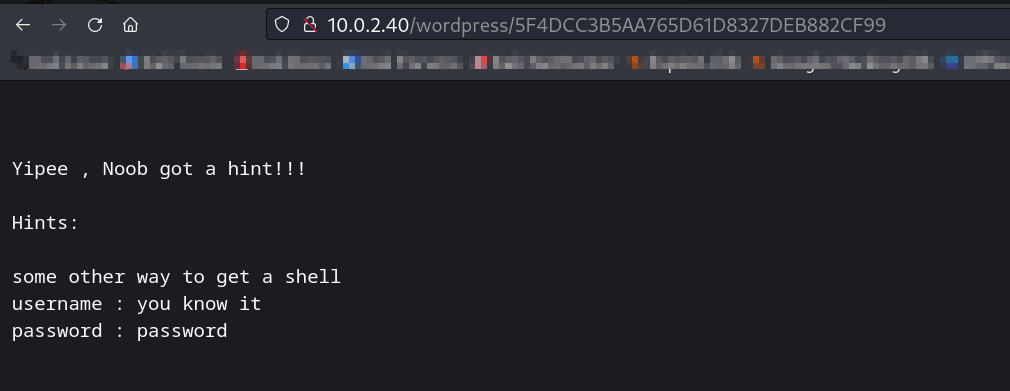 10.0.2.40/wordpress/5F4DCC3B5AA765D61D8327DEB882CF99
Yipee , Noob got a hint!!!
Hints:
some other way to get a shell
username : you know it
password : password